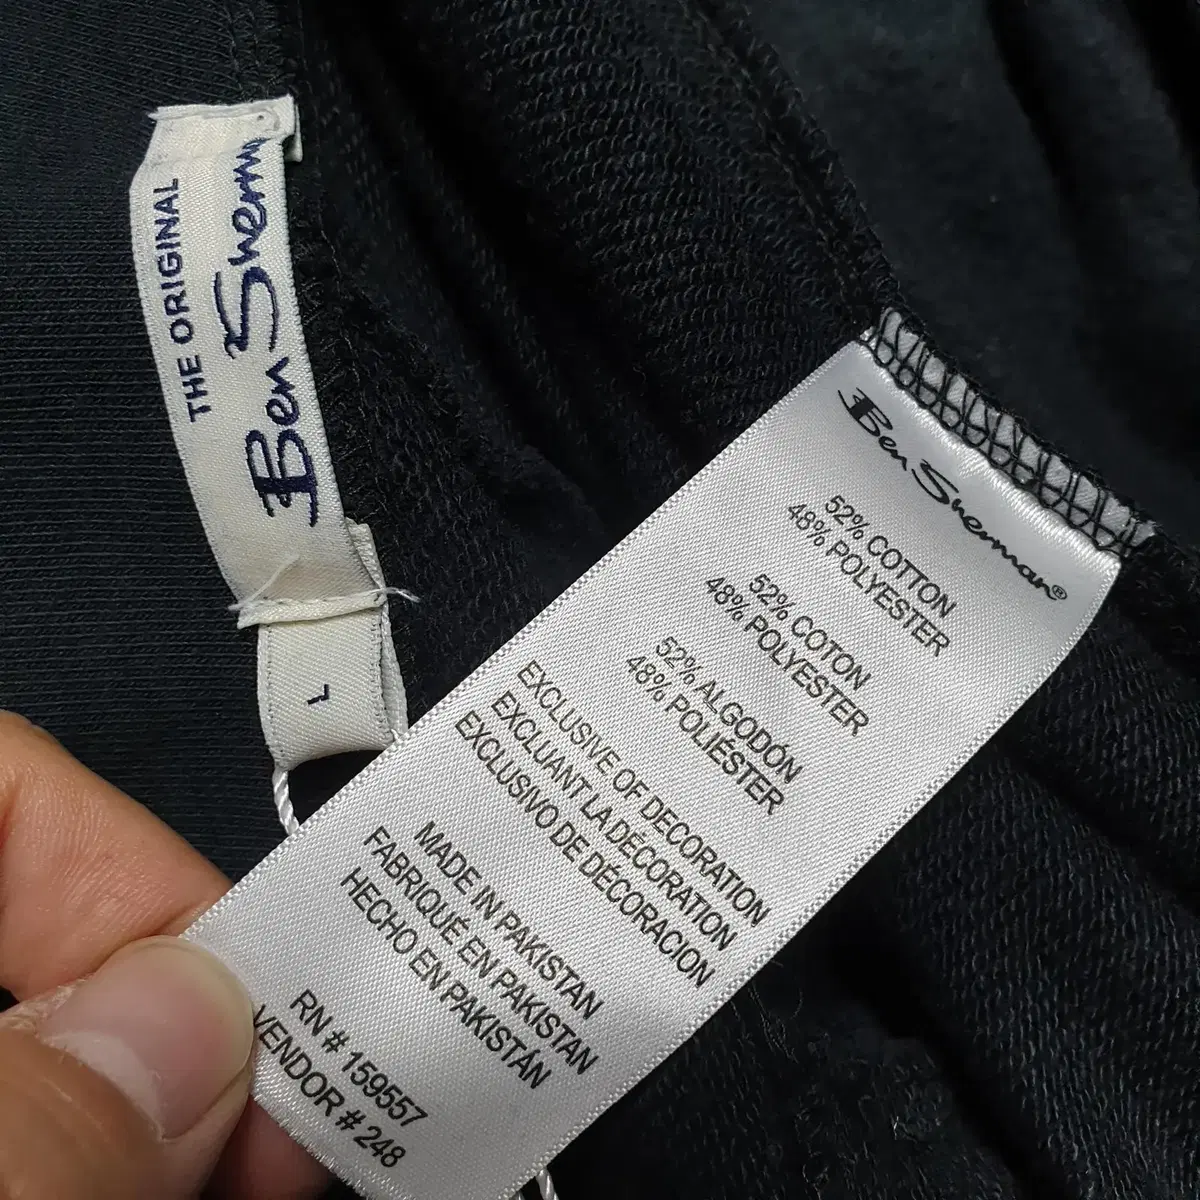 THE ORIGINAL
Ben Sherman
L
Ben Sherman®
52% COTTON
48% POLYESTER
52% COTON
48% POLYESTER
52% ALGODÓN
48% POLIÉSTER
EXCLUSIVE OF DECORATION
EXCLUANT LA DÉCORATION
EXCLUSIVO DE DECORACION
MADE IN PAKISTAN
FABRIQUÉ EN PAKISTAN
HECHO EN PAKISTÁN
RN # 159557
VENDOR # 248